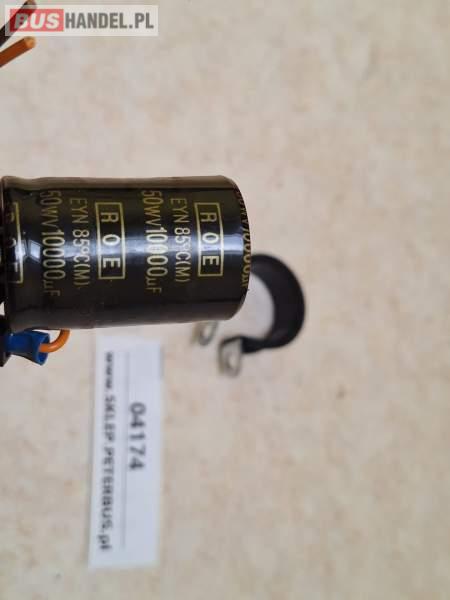 BUSHANDEL.PL
ROE
EYN 85°C(M)
50WV10000µF
ROE
EYN 85°C(M)
50WV10000µF
04174
www.SKLEP.PETERBUS.pl